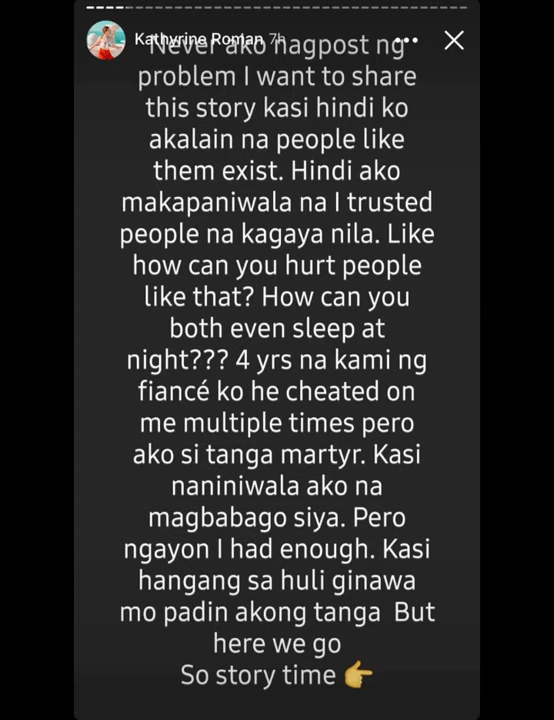 Kathyrine Roman 7h
Never ako nagpost ng
problem I want to share
this story kasi hindi ko
akalain na people like
them exist. Hindi ako
makapaniwala na I trusted
people na kagaya nila. Like
how can you hurt people
like that? How can you
both even sleep at
night??? 4 yrs na kami ng
fiancé ko he cheated on
me multiple times pero
ako si tanga martyr. Kasi
naniniwala ako na
magbabago siya. Pero
ngayon I had enough. Kasi
hangang sa huli ginawa
mo padin akong tanga But
here we go
So story time 👉